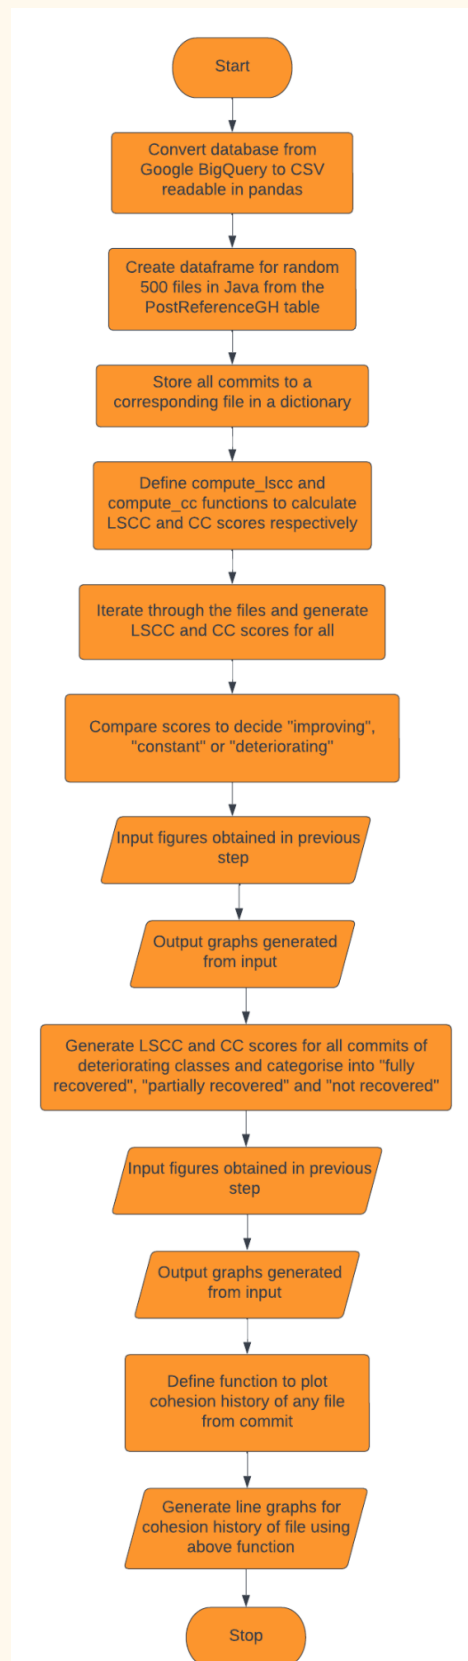 Start
Convert database from
Google BigQuery to CSV
readable in pandas
Create dataframe for random
500 files in Java from the
PostReferenceGH table
Store all commits to a
corresponding file in a dictionary
Define compute_lscc and
compute_cc functions to calculate
LSCC and CC scores respectively
Iterate through the files and generate
LSCC and CC scores for all
Compare scores to decide "improving",
"constant" or "deteriorating"
Input figures obtained in previous
step
Output graphs generated
from input
Generate LSCC and CC scores for all commits of
deteriorating classes and categorise into "fully
recovered", "partially recovered" and "not recovered"
Input figures obtained in previous
step
Output graphs generated
from input
Define function to plot
cohesion history of any file
from commit
Generate line graphs for
cohesion history of file using
above function
Stop